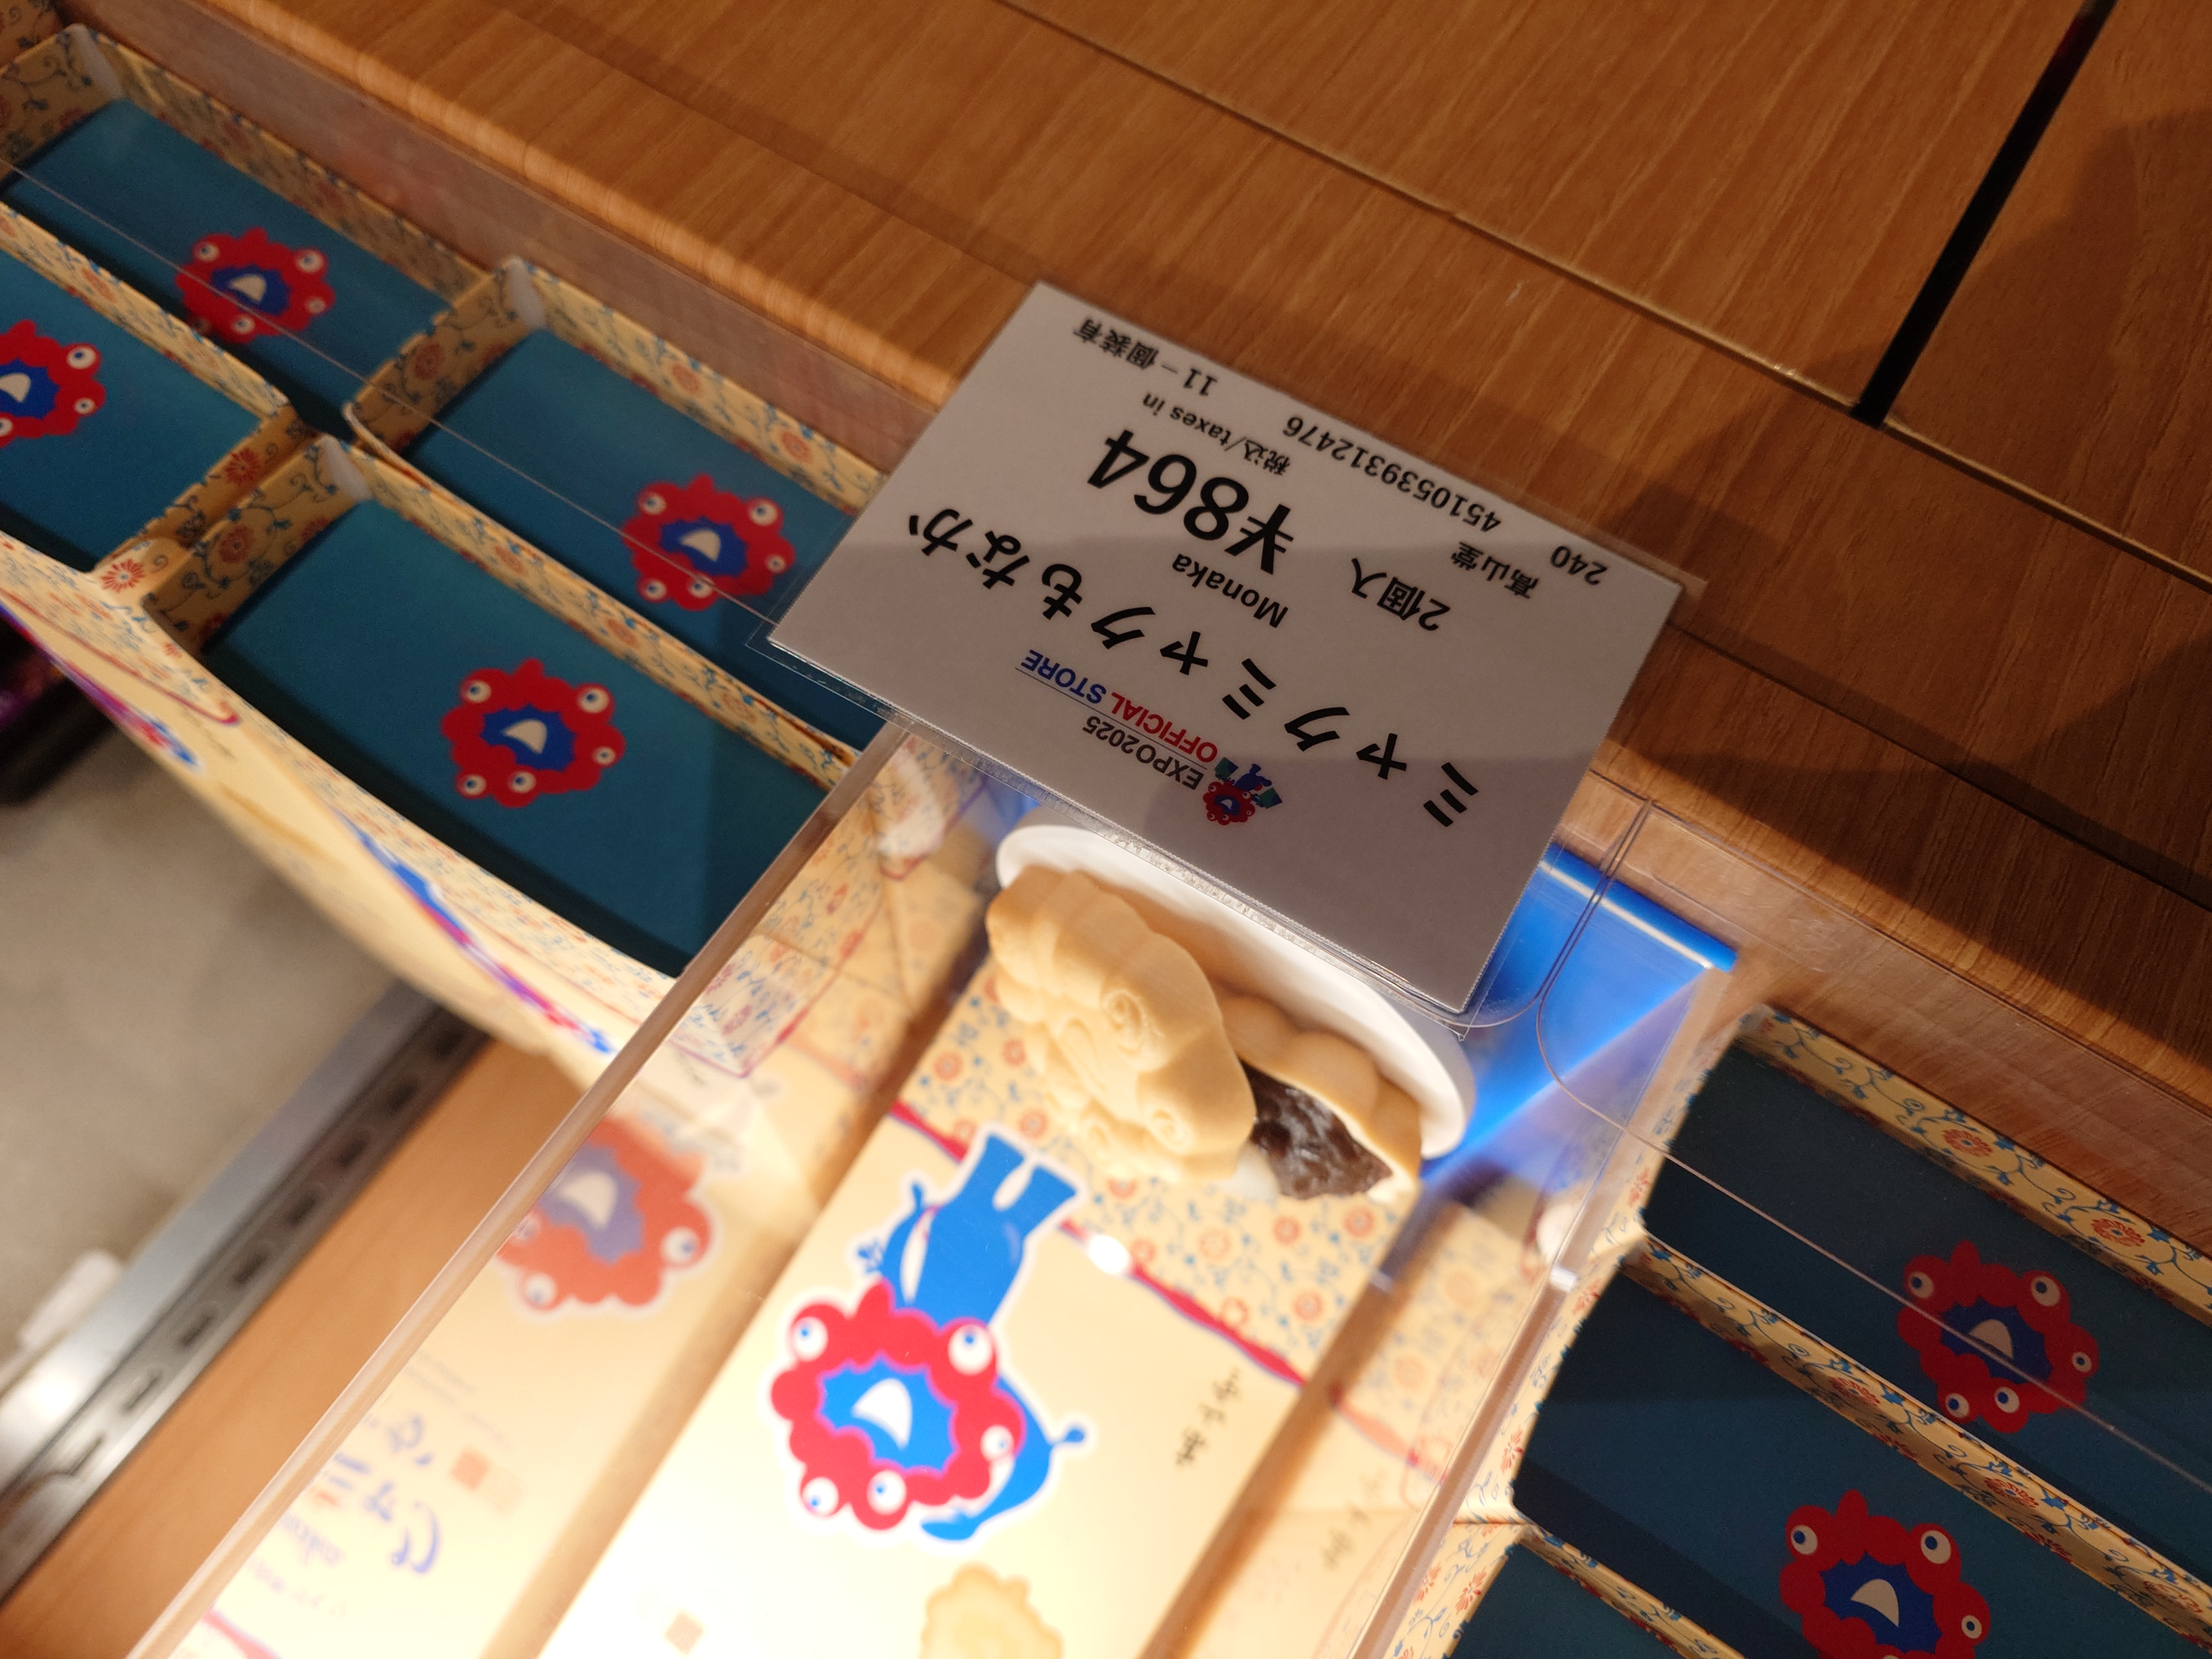 EXPO2025
OFFICIAL STORE
ミャクミャクもなか
Monaka
2個入
¥864
税込/taxes in
高山堂
4510539312476
240
11 － 個装有